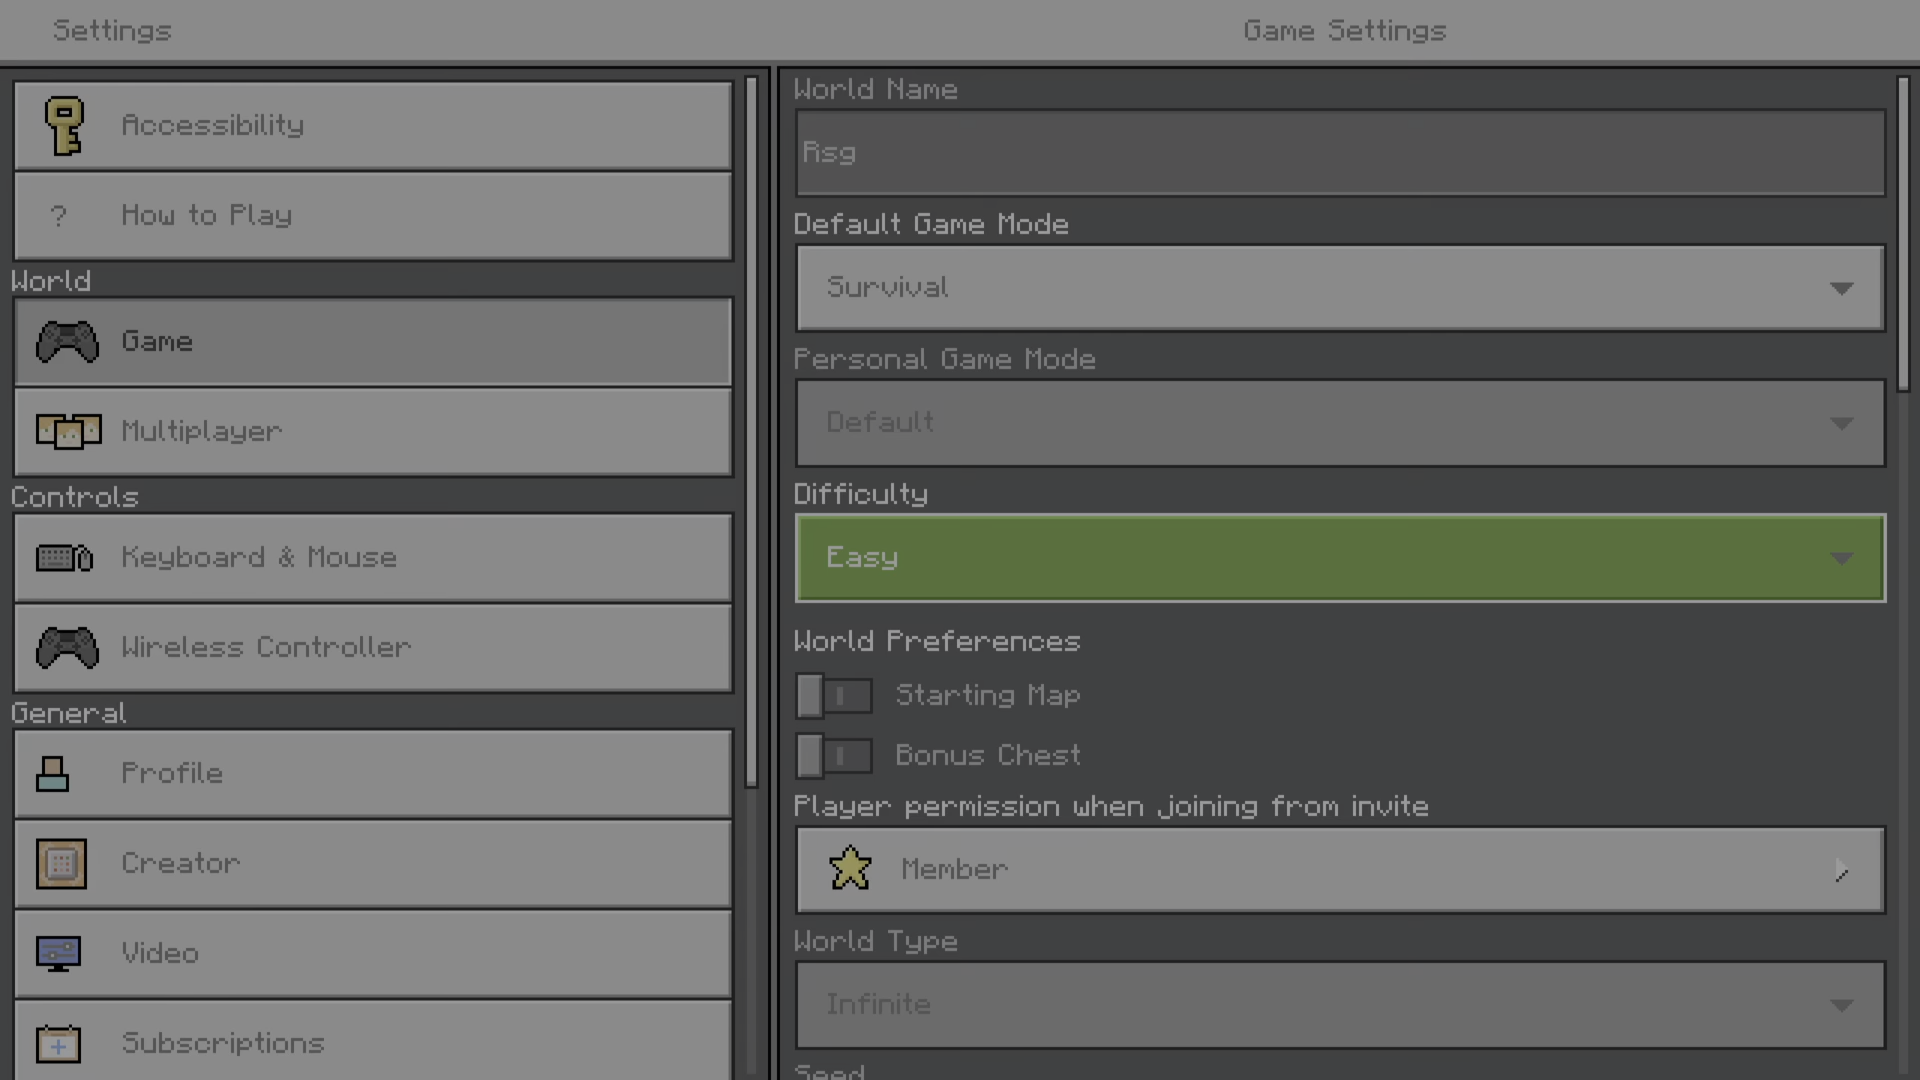 Settings
Game Settings
Accessibility
? How to Play
World
Game
Multiplayer
Controls
Keyboard & Mouse
Wireless Controller
General
Profile
Creator
Video
Subscriptions
World Name
Rsg
Default Game Mode
Survival
Personal Game Mode
Default
Difficulty
Easy
World Preferences
Starting Map
Bonus Chest
Player permission when joining from invite
Member
World Type
Infinite
Seed